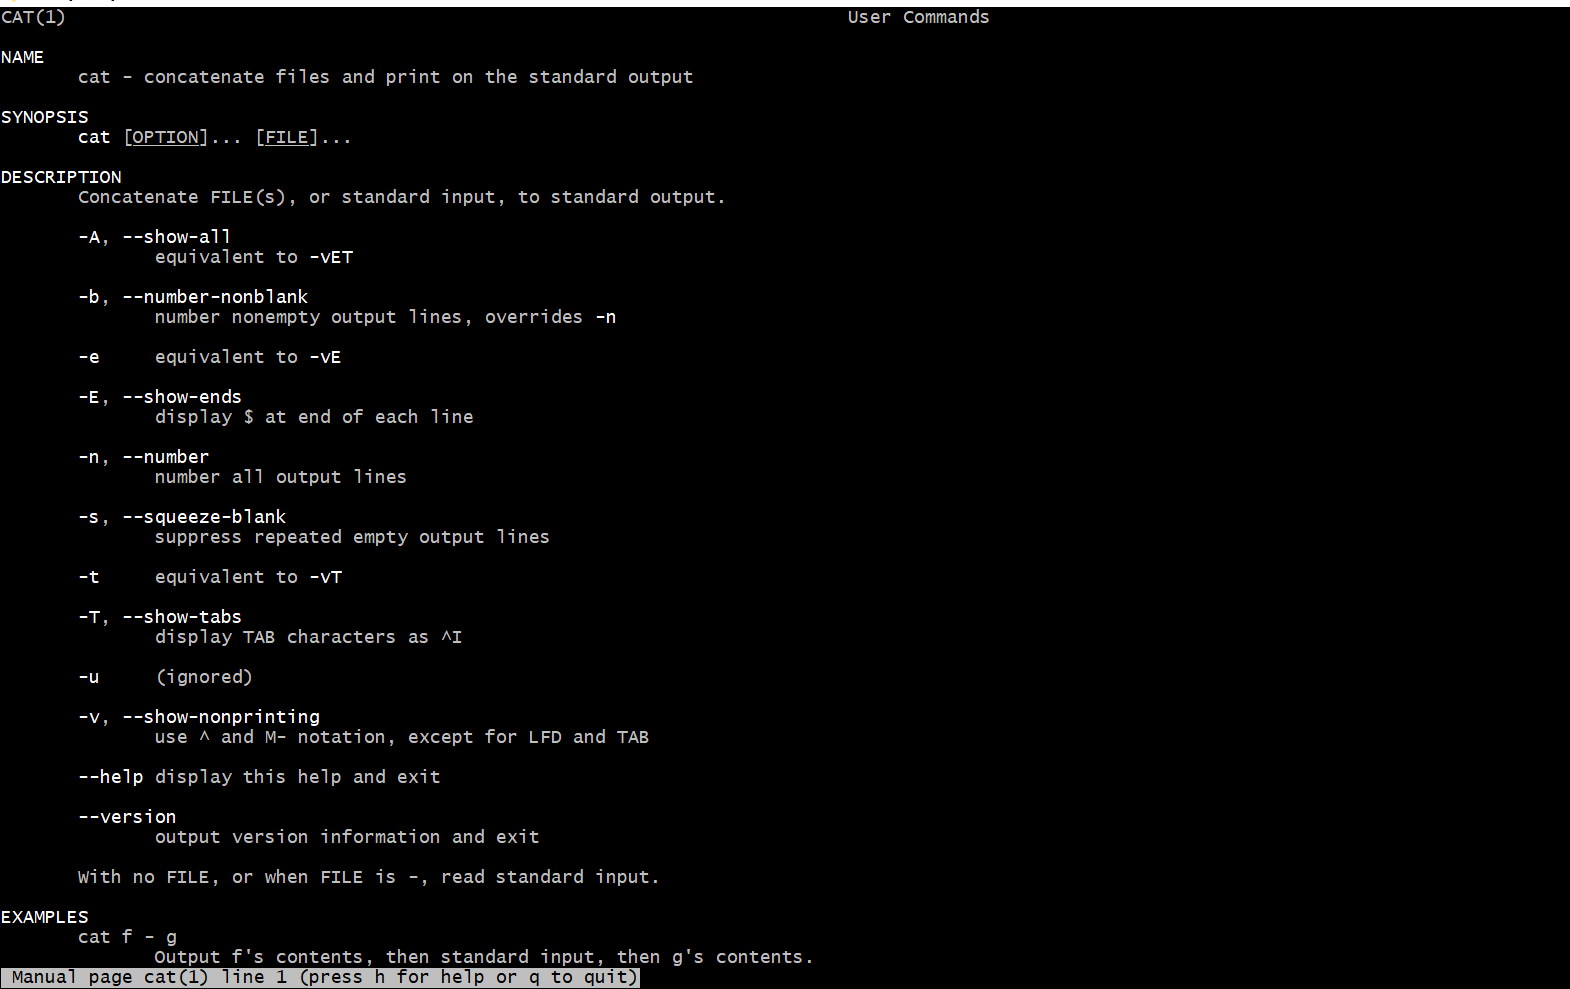 CAT(1) User Commands
NAME
cat - concatenate files and print on the standard output
SYNOPSIS
cat [OPTION]... [FILE]...
DESCRIPTION
Concatenate FILE(s), or standard input, to standard output.
-A, --show-all
equivalent to -vET
-b, --number-nonblank
number nonempty output lines, overrides -n
-e equivalent to -vE
-E, --show-ends
display $ at end of each line
-n, --number
number all output lines
-s, --squeeze-blank
suppress repeated empty output lines
-t equivalent to -vT
-T, --show-tabs
display TAB characters as ^I
-u (ignored)
-v, --show-nonprinting
use ^ and M- notation, except for LFD and TAB
--help display this help and exit
--version
output version information and exit
With no FILE, or when FILE is -, read standard input.
EXAMPLES
cat f - g
Output f's contents, then standard input, then g's contents.
Manual page cat(1) line 1 (press h for help or q to quit)